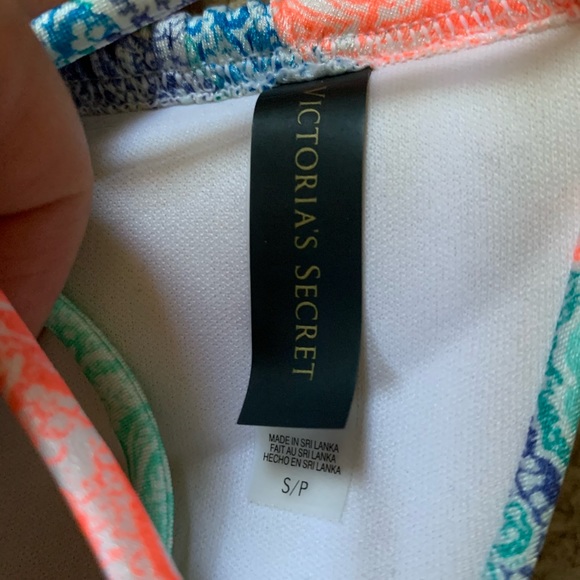 VICTORIA'S SECRET
MADE IN SRI LANKA
FAIT AU SRI LANKA
HECHO EN SRI LANKA
S/P